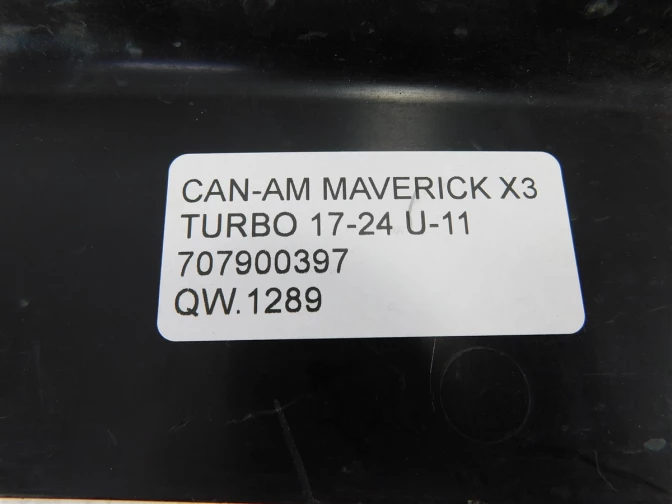 CAN-AM MAVERICK X3
TURBO 17-24 U-11
707900397
QW.1289